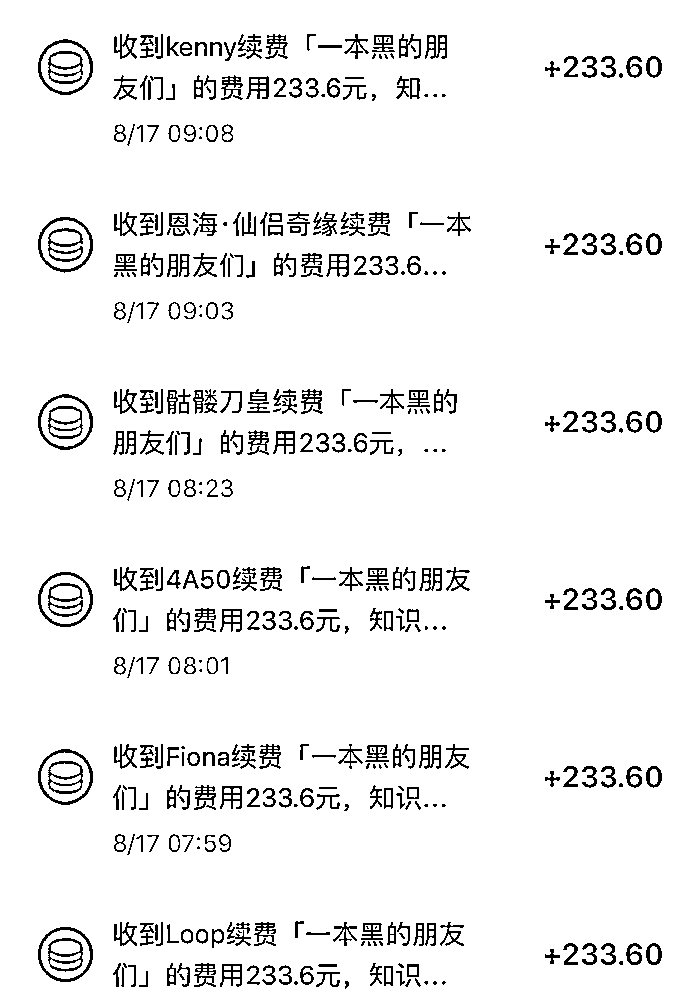 收到kenny续费「一本黑的朋
友们」的费用233.6元，知...
+233.60
8/17 09:08
收到恩海·仙侣奇缘续费「一本
黑的朋友们」的费用233.6...
+233.60
8/17 09:03
收到骷髅刀皇续费「一本黑的
朋友们」的费用233.6元，...
+233.60
8/17 08:23
收到4A50续费「一本黑的朋友
们」的费用233.6元，知识...
+233.60
8/17 08:01
收到Fiona续费「一本黑的朋友
们」的费用233.6元，知识...
+233.60
8/17 07:59
收到Loop续费「一本黑的朋友
们」的费用233.6元，知识...
+233.60